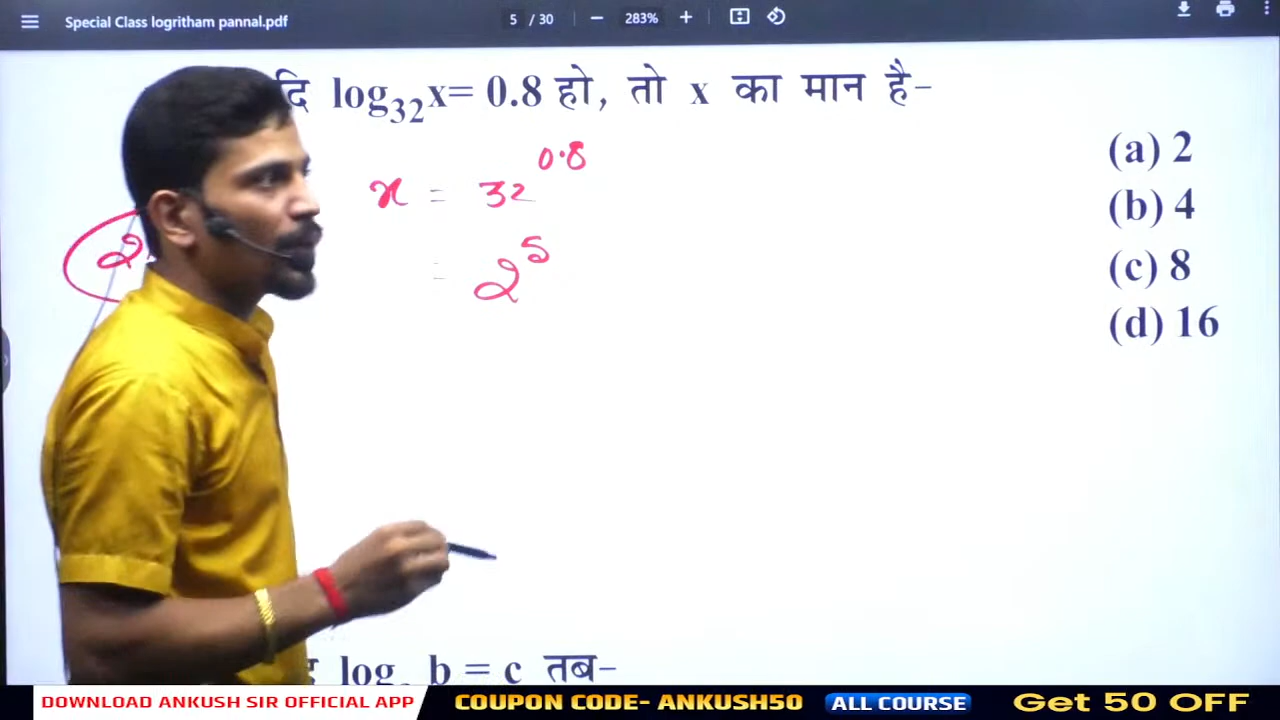 Special Class logritham pannal.pdf
5 / 30
283%
दि log32x= 0.8 हो, तो x का मान है-
(a) 2
(b) 4
(c) 8
(d) 16
x = 32^0.8
= 2^5
2
log b = c तब-
DOWNLOAD ANKUSH SIR OFFICIAL APP
COUPON CODE- ANKUSH50
ALL COURSE
Get 50 OFF